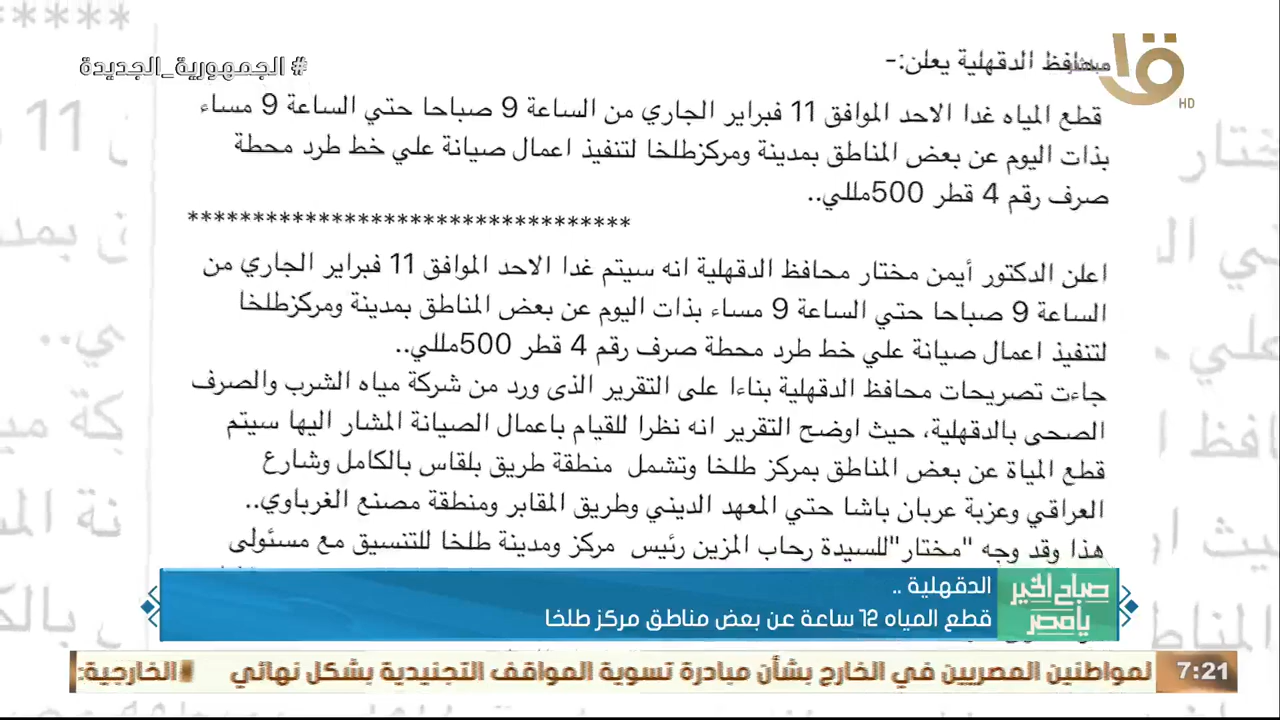 # الجمهورية_الجديدة
HD
محافظ الدقهلية يعلن:-
قطع المياه غدا الاحد الموافق 11 فبراير الجاري من الساعة 9 صباحا حتي الساعة 9 مساء
بذات اليوم عن بعض المناطق بمدينة ومركزطلخا لتنفيذ اعمال صيانة علي خط طرد محطة
صرف رقم 4 قطر 500مللي..
**********************************
اعلن الدكتور أيمن مختار محافظ الدقهلية انه سيتم غدا الاحد الموافق 11 فبراير الجاري من
الساعة 9 صباحا حتي الساعة 9 مساء بذات اليوم عن بعض المناطق بمدينة ومركزطلخا
لتنفيذ اعمال صيانة علي خط طرد محطة صرف رقم 4 قطر 500مللي..
جاءت تصريحات محافظ الدقهلية بناءا على التقرير الذى ورد من شركة مياه الشرب والصرف
الصحى بالدقهلية، حيث اوضح التقرير انه نظرا للقيام باعمال الصيانة المشار اليها سيتم
قطع المياة عن بعض المناطق بمركز طلخا وتشمل منطقة طريق بلقاس بالكامل وشارع
العراقي وعزبة عربان باشا حتي المعهد الديني وطريق المقابر ومنطقة مصنع الغرباوي..
هذا وقد وجه "مختار"للسيدة رحاب المزين رئيس مركز ومدينة طلخا للتنسيق مع مسئولى
صباح الخير
يا مصر
الدقهلية ..
قطع المياه 12 ساعة عن بعض مناطق مركز طلخا
7:21
لمواطنين المصريين في الخارج بشأن مبادرة تسوية المواقف التجنيدية بشكل نهائي
الخارجية: